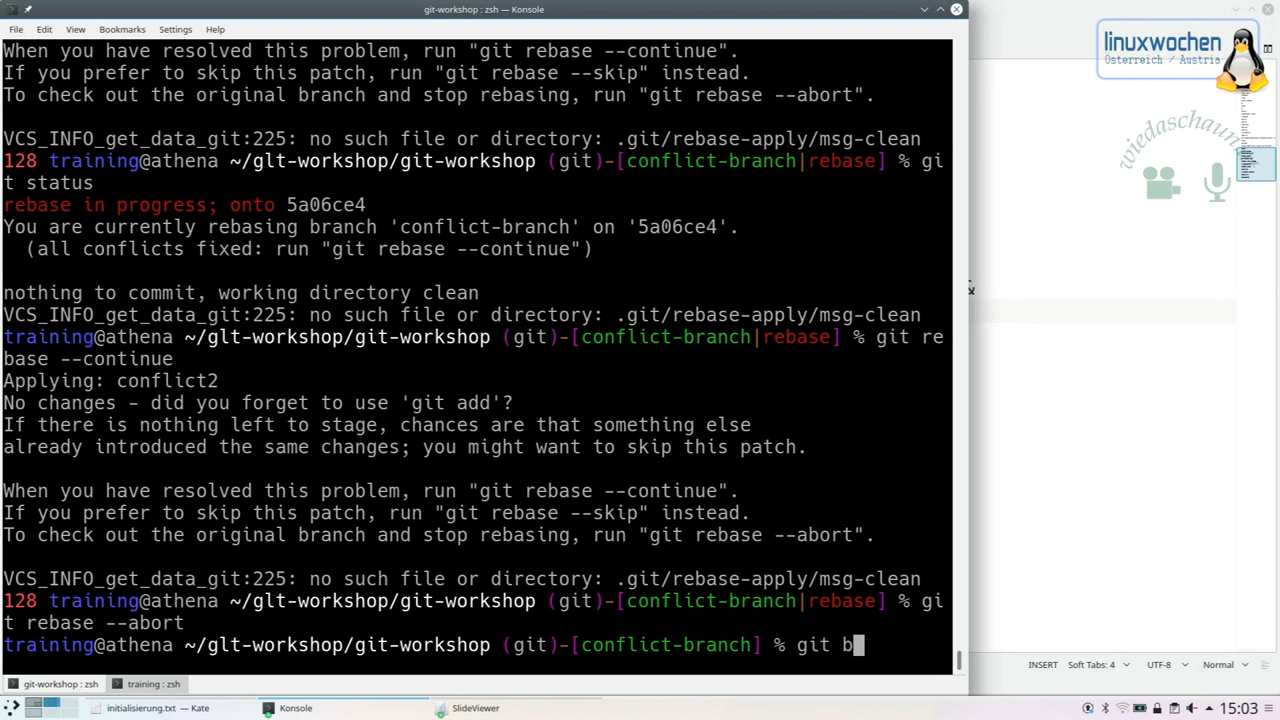 git-workshop : zsh — Konsole
File Edit View Bookmarks Settings Help
When you have resolved this problem, run "git rebase --continue".
If you prefer to skip this patch, run "git rebase --skip" instead.
To check out the original branch and stop rebasing, run "git rebase --abort".
VCS_INFO_get_data_git:225: no such file or directory: .git/rebase-apply/msg-clean
128 training@athena ~/glt-workshop/git-workshop (git)-[conflict-branch|rebase] % gi
t status
rebase in progress; onto 5a06ce4
You are currently rebasing branch 'conflict-branch' on '5a06ce4'.
(all conflicts fixed: run "git rebase --continue")
nothing to commit, working directory clean
VCS_INFO_get_data_git:225: no such file or directory: .git/rebase-apply/msg-clean
training@athena ~/glt-workshop/git-workshop (git)-[conflict-branch|rebase] % git re
base --continue
Applying: conflict2
No changes - did you forget to use 'git add'?
If there is nothing left to stage, chances are that something else
already introduced the same changes; you might want to skip this patch.
When you have resolved this problem, run "git rebase --continue".
If you prefer to skip this patch, run "git rebase --skip" instead.
To check out the original branch and stop rebasing, run "git rebase --abort".
VCS_INFO_get_data_git:225: no such file or directory: .git/rebase-apply/msg-clean
128 training@athena ~/glt-workshop/git-workshop (git)-[conflict-branch|rebase] % gi
t rebase --abort
training@athena ~/glt-workshop/git-workshop (git)-[conflict-branch] % git b
git-workshop : zsh training : zsh
linuxwochen
Österreich / Austria
wiedaschaun
&
INSERT Soft Tabs: 4 UTF-8 Normal
initialisierung.txt — Kate Konsole SlideViewer 15:03